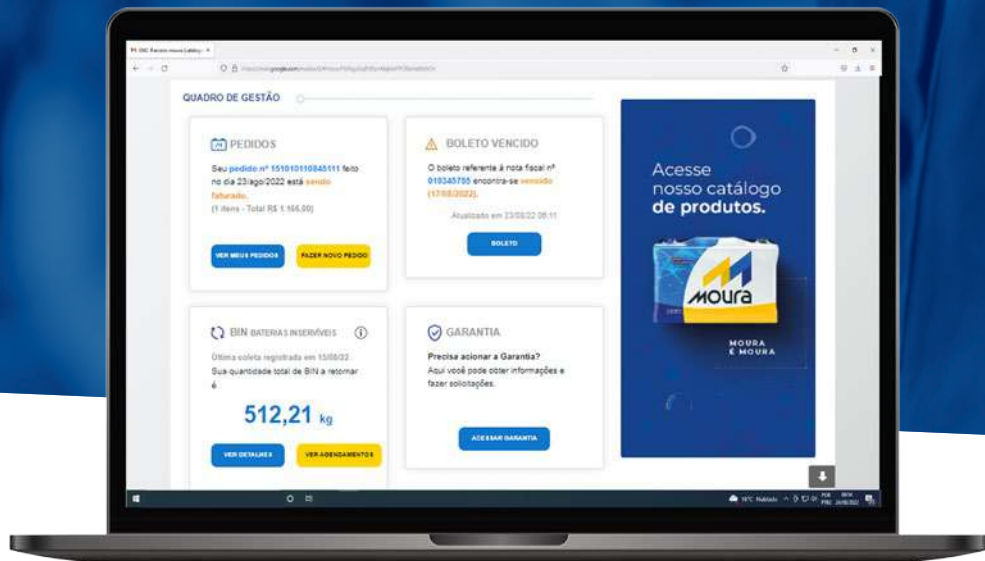 QUADRO DE GESTÃO
PEDIDOS
Seu pedido nº 151010110845111 feito
no dia 23/ago/2022 está sendo
faturado.
(1 itens - Total R$ 1.166,00)
VER MEUS PEDIDOS
FAZER NOVO PEDIDO
BOLETO VENCIDO
O boleto referente à nota fiscal nº
010345785 encontra-se vencido
(17/08/2022).
Atualizado em 23/08/22 06:11
BOLETO
BIN BATERIAS INSERVÍVEIS
Última coleta registrada em 15/08/22
Sua quantidade total de BIN a retornar
é
512,21 kg
VER DETALHES
VER AGENDAMENTOS
GARANTIA
Precisa acionar a Garantia?
Aqui você pode obter informações e
fazer solicitações.
ACESSAR GARANTIA
Acesse
nosso catálogo
de produtos.
MOURA
MOURA
É MOURA
19°C Nublado